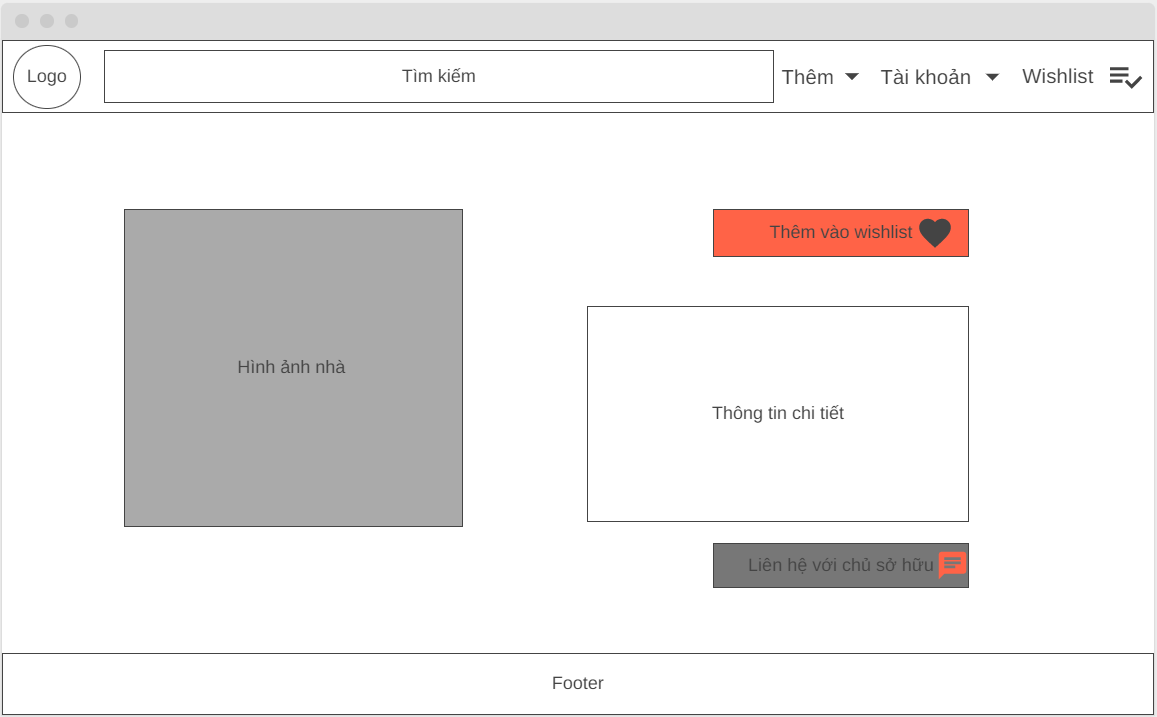 Logo
Tìm kiếm
Thêm
Tài khoản
Wishlist
Thêm vào wishlist
Hình ảnh nhà
Thông tin chi tiết
Liên hệ với chủ sở hữu
Footer